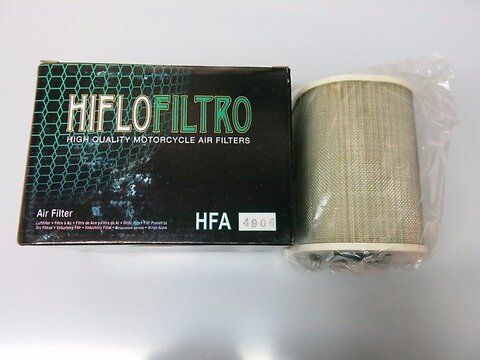 HIFLOFILTRO
HIGH QUALITY MOTORCYCLE AIR FILTERS
Air Filter
HFA 4906